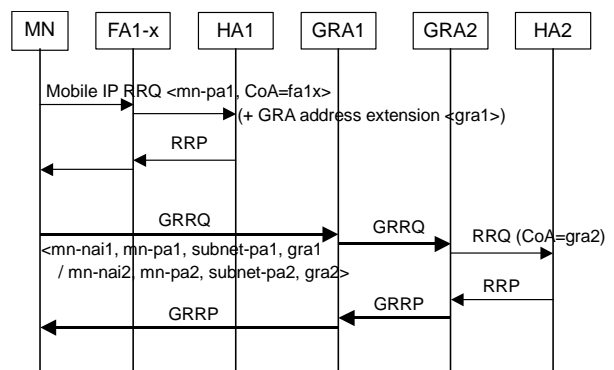 MN FA1-x HA1 GRA1 GRA2 HA2
Mobile IP RRQ <mn-pa1, CoA=fa1x>
(+ GRA address extension <gra1>)
RRP
GRRQ
GRRQ
<mn-nai1, mn-pa1, subnet-pa1, gra1
RRQ (CoA=gra2)
/ mn-nai2, mn-pa2, subnet-pa2, gra2>
RRP
GRRP
GRRP